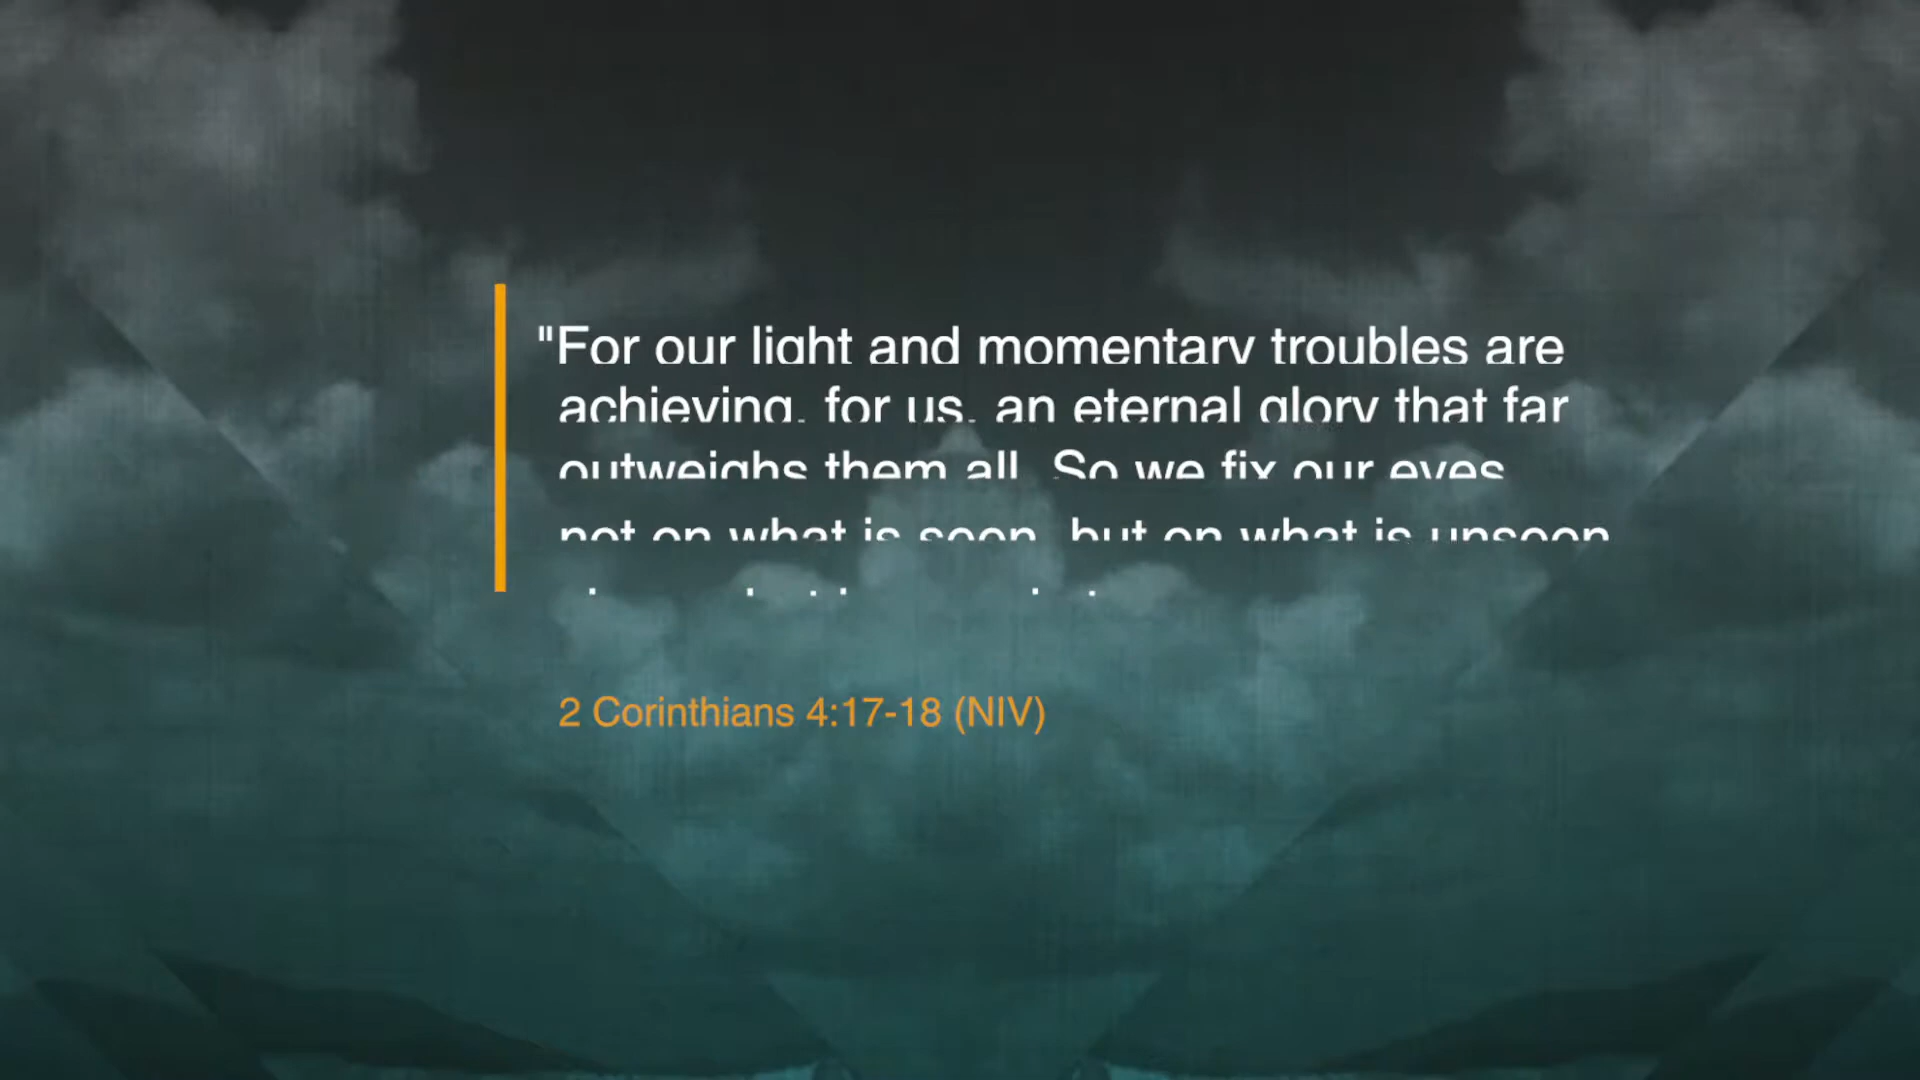 "For our light and momentary troubles are
achieving, for us, an eternal glory that far
outweighs them all. So we fix our eyes
not on what is seen, but on what is unseen
2 Corinthians 4:17-18 (NIV)